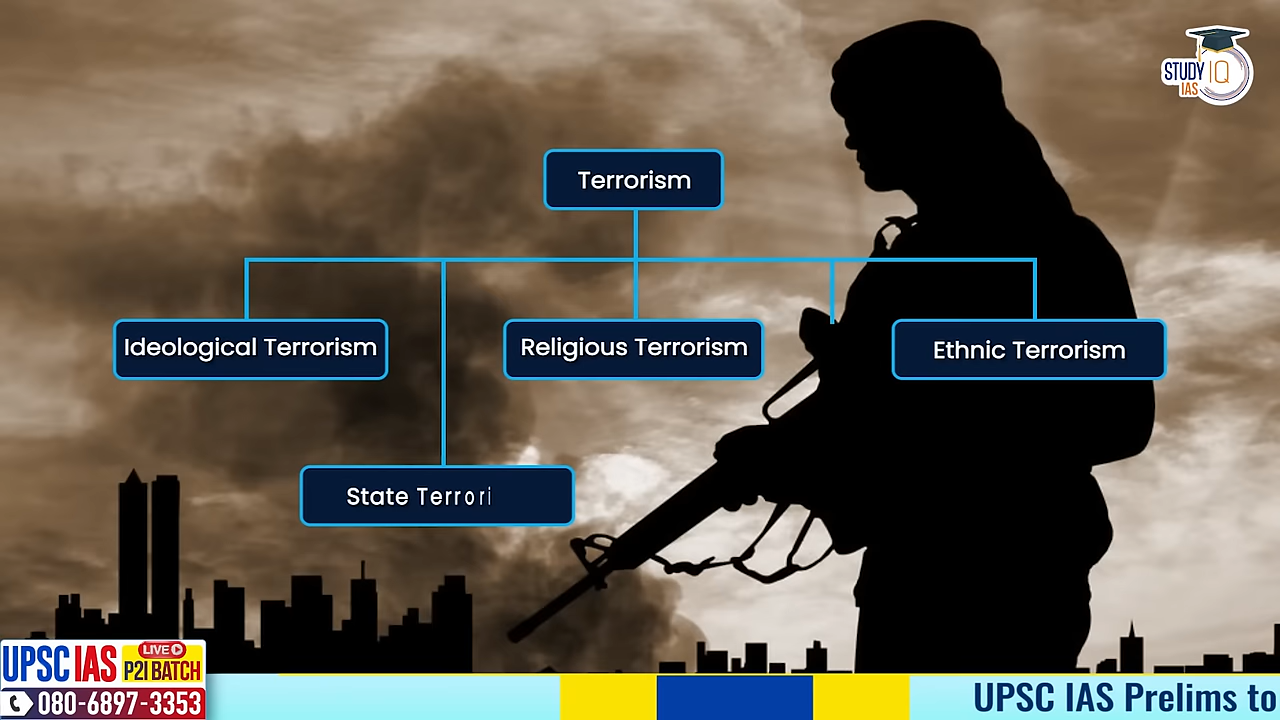 STUDY IQ
IAS
Terrorism
Ideological Terrorism
Religious Terrorism
Ethnic Terrorism
State Terrori
LIVE
UPSC IAS P2I BATCH
080-6897-3353
UPSC IAS Prelims to